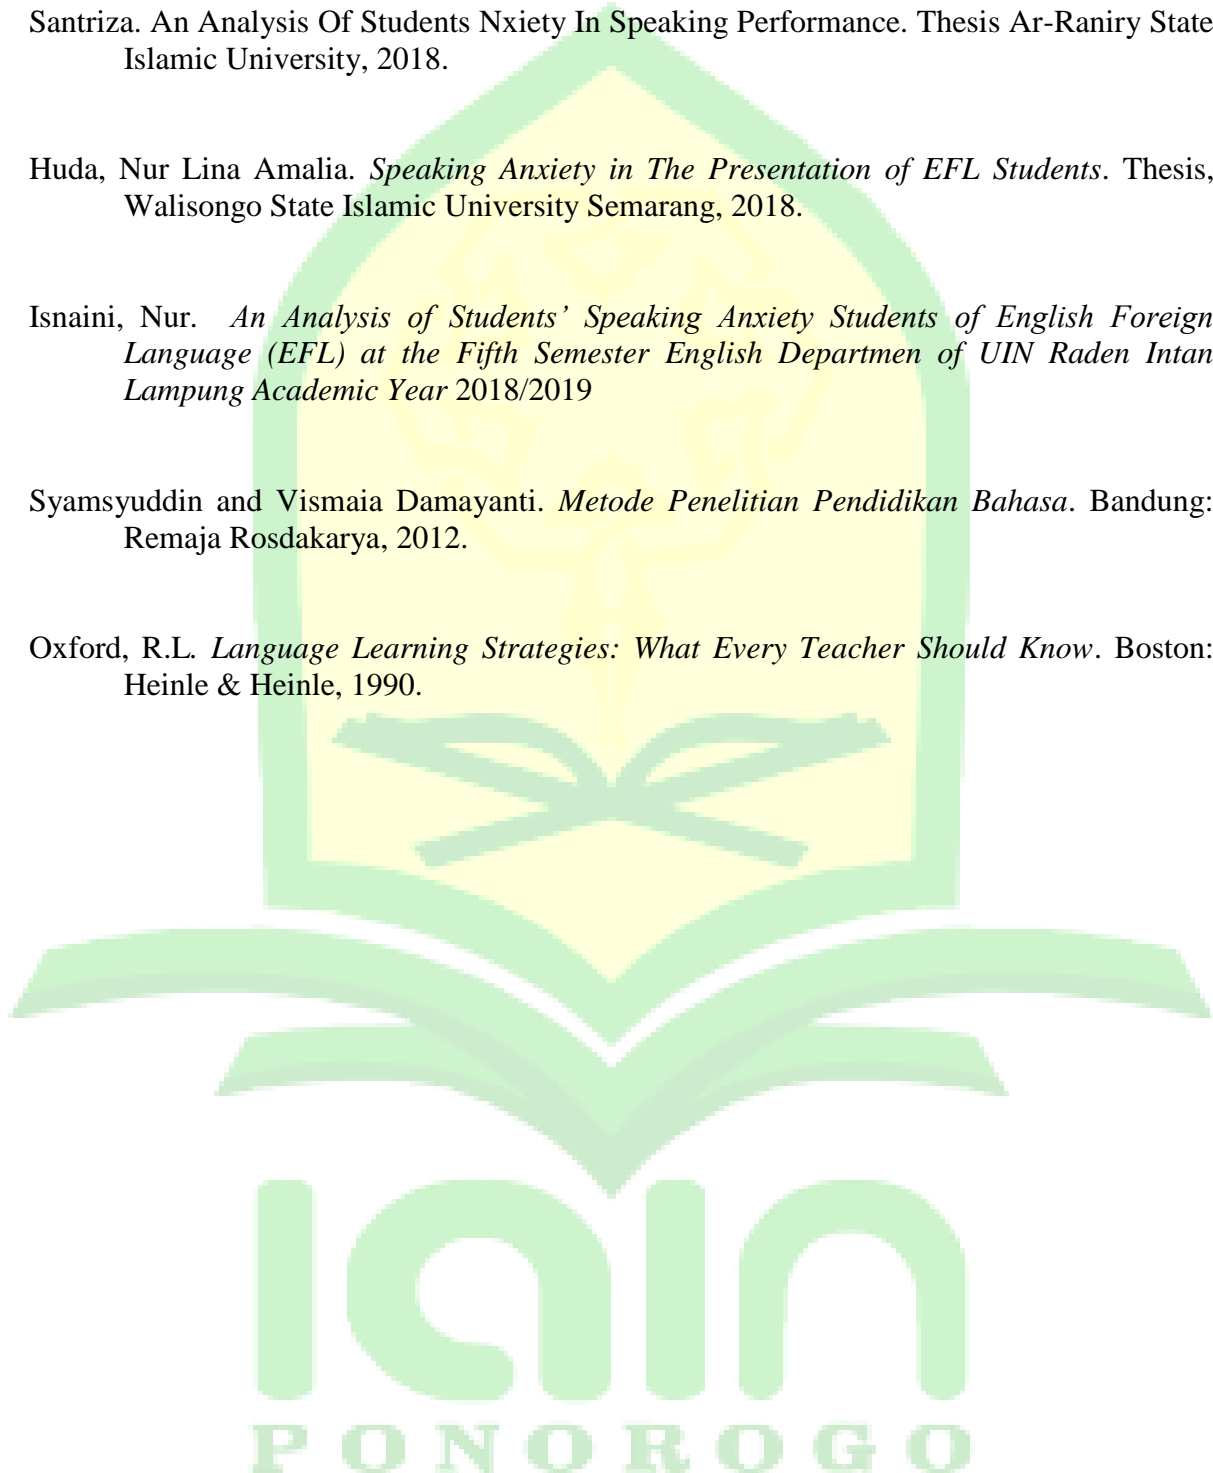 Santriza. An Analysis Of Students Nxiety In Speaking Performance. Thesis Ar-Raniry State
Islamic University, 2018.
Huda, Nur Lina Amalia. Speaking Anxiety in The Presentation of EFL Students. Thesis,
Walisongo State Islamic University Semarang, 2018.
Isnaini, Nur. An Analysis of Students’ Speaking Anxiety Students of English Foreign
Language (EFL) at the Fifth Semester English Departmen of UIN Raden Intan
Lampung Academic Year 2018/2019
Syamsyuddin and Vismaia Damayanti. Metode Penelitian Pendidikan Bahasa. Bandung:
Remaja Rosdakarya, 2012.
Oxford, R.L. Language Learning Strategies: What Every Teacher Should Know. Boston:
Heinle & Heinle, 1990.
iain
PONOROGO